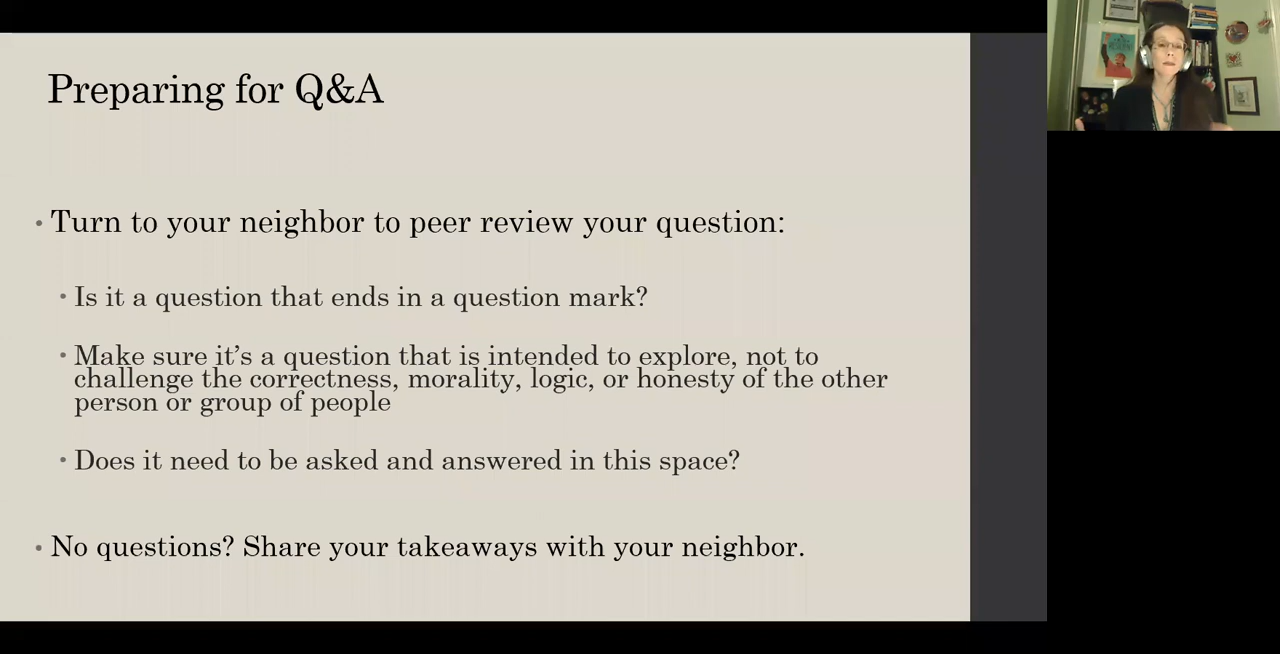 Preparing for Q&A
• Turn to your neighbor to peer review your question:
• Is it a question that ends in a question mark?
• Make sure it’s a question that is intended to explore, not to
challenge the correctness, morality, logic, or honesty of the other
person or group of people
• Does it need to be asked and answered in this space?
• No questions? Share your takeaways with your neighbor.